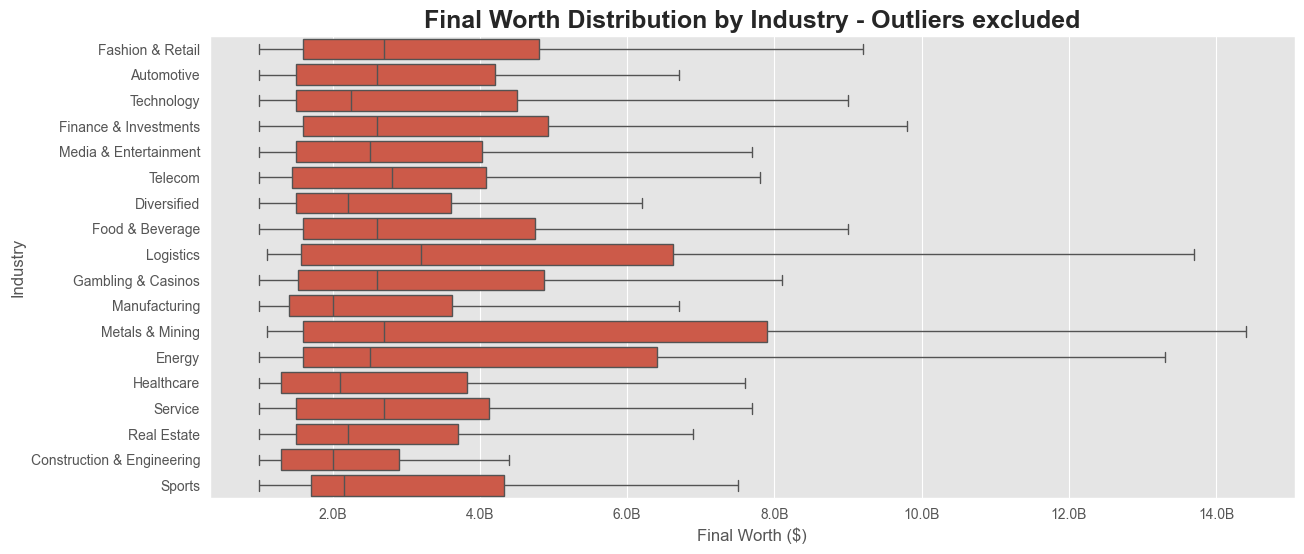 Final Worth Distribution by Industry - Outliers excluded
Industry
Fashion & Retail
Automotive
Technology
Finance & Investments
Media & Entertainment
Telecom
Diversified
Food & Beverage
Logistics
Gambling & Casinos
Manufacturing
Metals & Mining
Energy
Healthcare
Service
Real Estate
Construction & Engineering
Sports
2.0B 4.0B 6.0B 8.0B 10.0B 12.0B 14.0B
Final Worth ($)